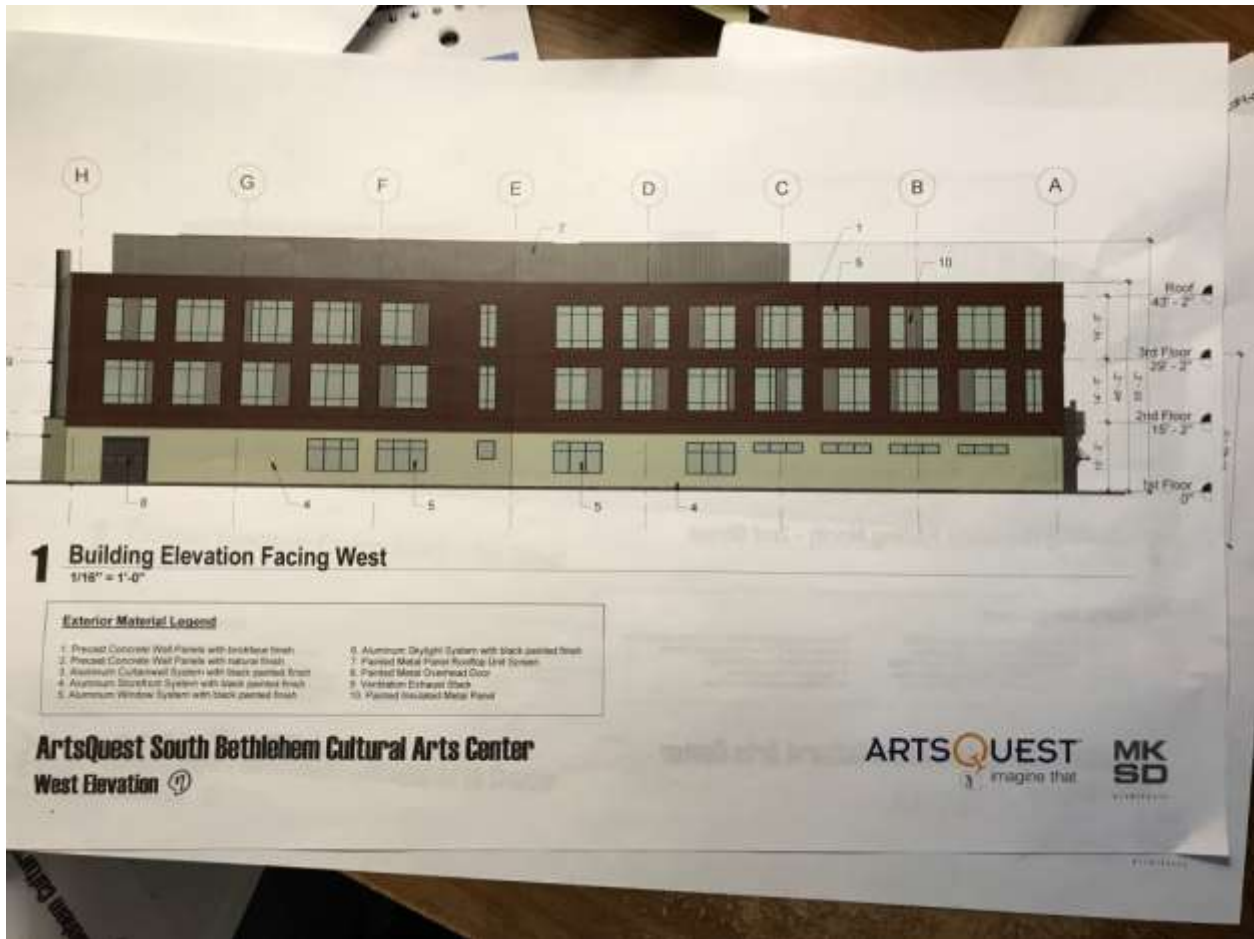 H G F E D C B A
7 1
5 10
Roof
43' - 2"
3rd Floor
29' - 2"
2nd Floor
15' - 2"
1st Floor
0"
8 4 5 5 4
1 Building Elevation Facing West
1/16" = 1'-0"
Exterior Material Legend
1. Precast Concrete Wall Panels with brickface finish
2. Precast Concrete Wall Panels with natural finish
3. Aluminum Curtainwall System with black painted finish
4. Aluminum Storefront System with black painted finish
5. Aluminum Window System with black painted finish
6. Aluminum Skylight System with black painted finish
7. Painted Metal Panel Rooftop Unit Screen
8. Painted Metal Overhead Door
9. Ventilation Exhaust Stack
10. Painted Insulated Metal Panel
ArtsQuest South Bethlehem Cultural Arts Center
West Elevation 7
ARTSQUEST
imagine that
3
MK
SD